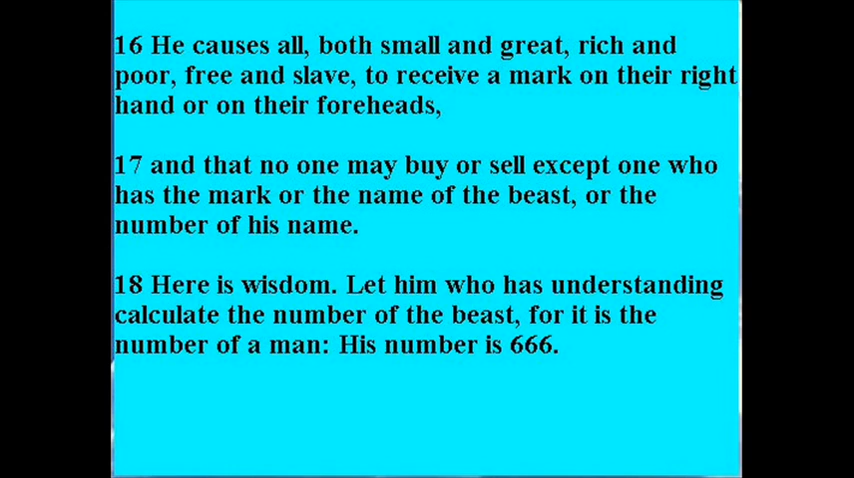 16 He causes all, both small and great, rich and
poor, free and slave, to receive a mark on their right
hand or on their foreheads,
17 and that no one may buy or sell except one who
has the mark or the name of the beast, or the
number of his name.
18 Here is wisdom. Let him who has understanding
calculate the number of the beast, for it is the
number of a man: His number is 666.